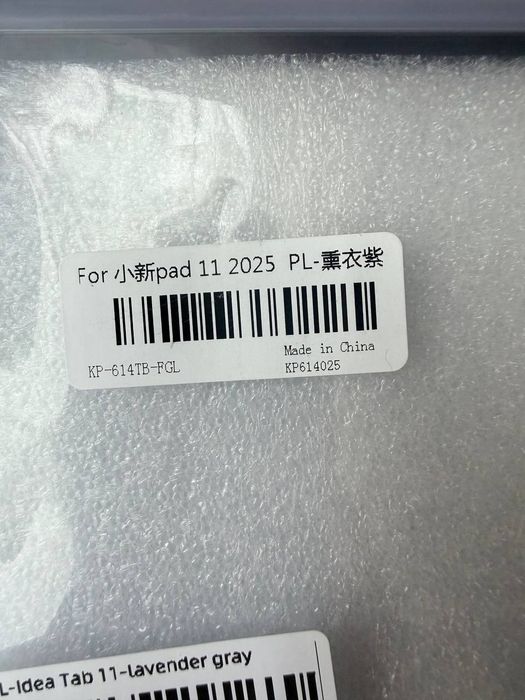 For 小新pad 11 2025 PL-薰衣紫
Made in China
KP-614TB-FGL
KP614025
L-Idea Tab 11-lavender gray